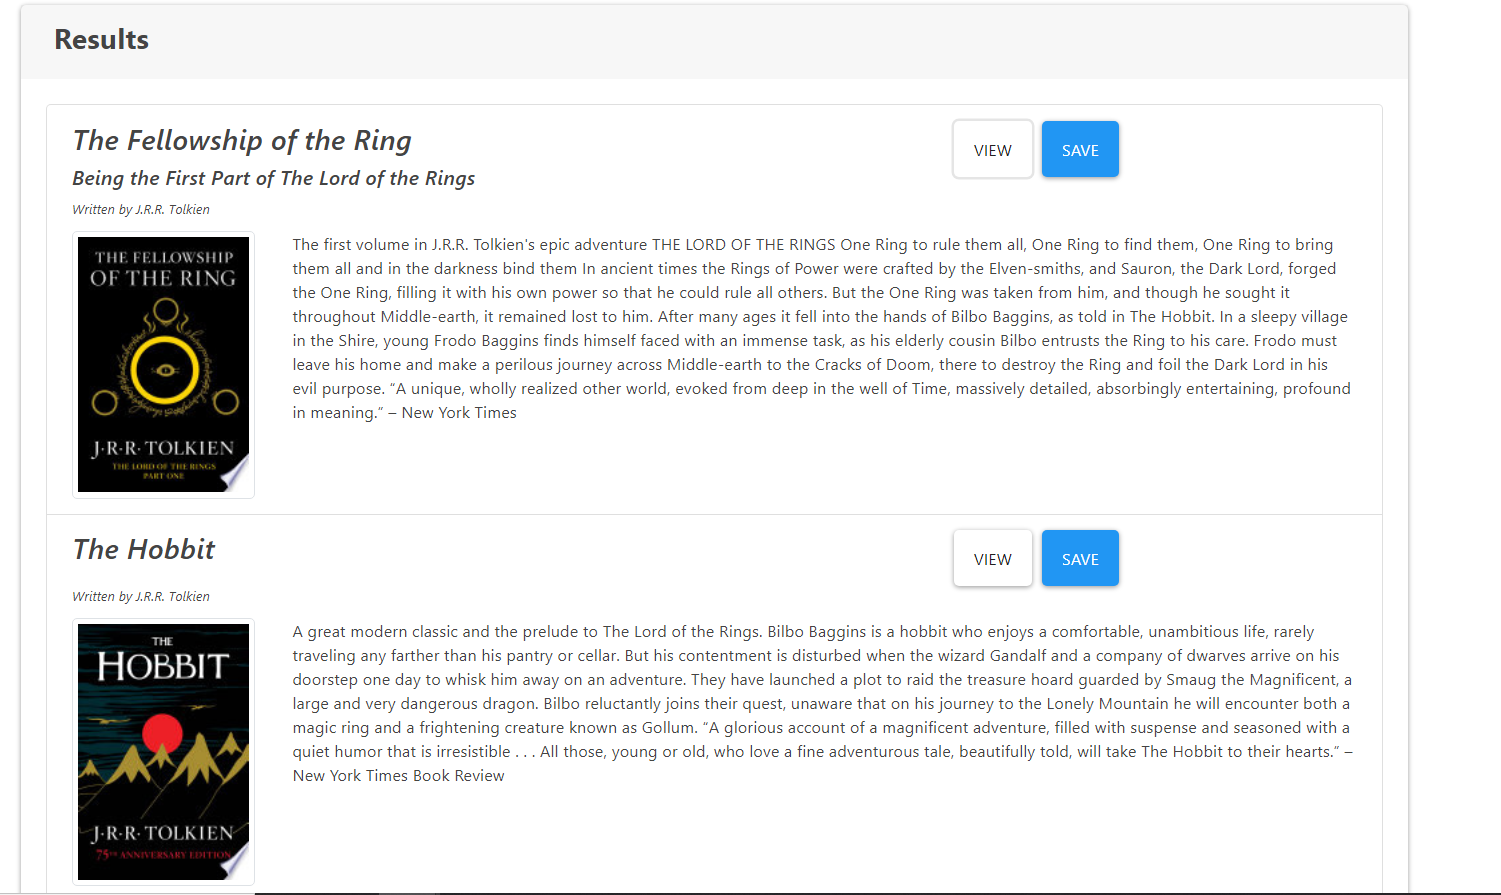 Results
The Fellowship of the Ring
VIEW
SAVE
Being the First Part of The Lord of the Rings
Written by J.R.R. Tolkien
THE FELLOWSHIP
OF THE RING
J·R·R·TOLKIEN
THE LORD OF THE RINGS
PART ONE
The first volume in J.R.R. Tolkien's epic adventure THE LORD OF THE RINGS One Ring to rule them all, One Ring to find them, One Ring to bring
them all and in the darkness bind them In ancient times the Rings of Power were crafted by the Elven-smiths, and Sauron, the Dark Lord, forged
the One Ring, filling it with his own power so that he could rule all others. But the One Ring was taken from him, and though he sought it
throughout Middle-earth, it remained lost to him. After many ages it fell into the hands of Bilbo Baggins, as told in The Hobbit. In a sleepy village
in the Shire, young Frodo Baggins finds himself faced with an immense task, as his elderly cousin Bilbo entrusts the Ring to his care. Frodo must
leave his home and make a perilous journey across Middle-earth to the Cracks of Doom, there to destroy the Ring and foil the Dark Lord in his
evil purpose. “A unique, wholly realized other world, evoked from deep in the well of Time, massively detailed, absorbingly entertaining, profound
in meaning.” – New York Times
The Hobbit
VIEW
SAVE
Written by J.R.R. Tolkien
THE
HOBBIT
J·R·R·TOLKIEN
75TH ANNIVERSARY EDITION
A great modern classic and the prelude to The Lord of the Rings. Bilbo Baggins is a hobbit who enjoys a comfortable, unambitious life, rarely
traveling any farther than his pantry or cellar. But his contentment is disturbed when the wizard Gandalf and a company of dwarves arrive on his
doorstep one day to whisk him away on an adventure. They have launched a plot to raid the treasure hoard guarded by Smaug the Magnificent, a
large and very dangerous dragon. Bilbo reluctantly joins their quest, unaware that on his journey to the Lonely Mountain he will encounter both a
magic ring and a frightening creature known as Gollum. “A glorious account of a magnificent adventure, filled with suspense and seasoned with a
quiet humor that is irresistible . . . All those, young or old, who love a fine adventurous tale, beautifully told, will take The Hobbit to their hearts.” –
New York Times Book Review